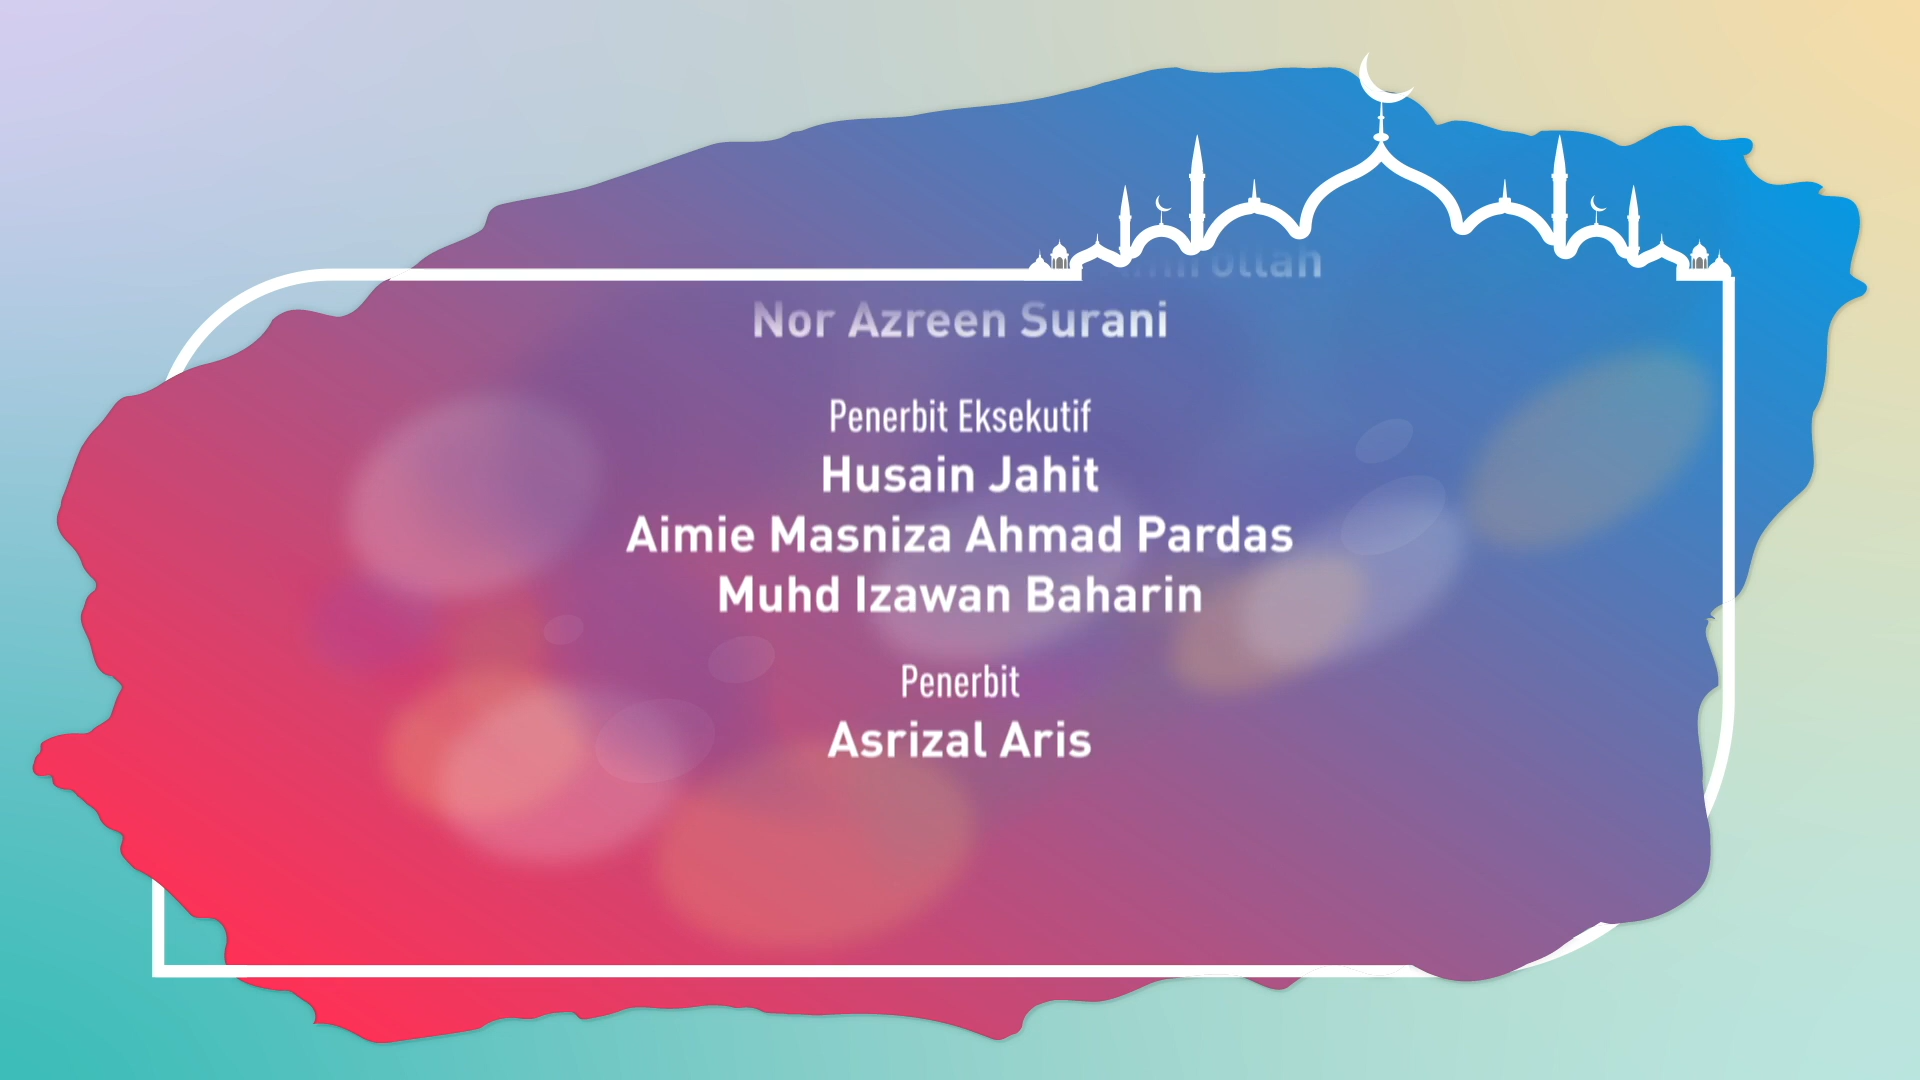 Nor Azreen Surani
Penerbit Eksekutif
Husain Jahit
Aimie Masniza Ahmad Pardas
Muhd Izawan Baharin
Penerbit
Asrizal Aris